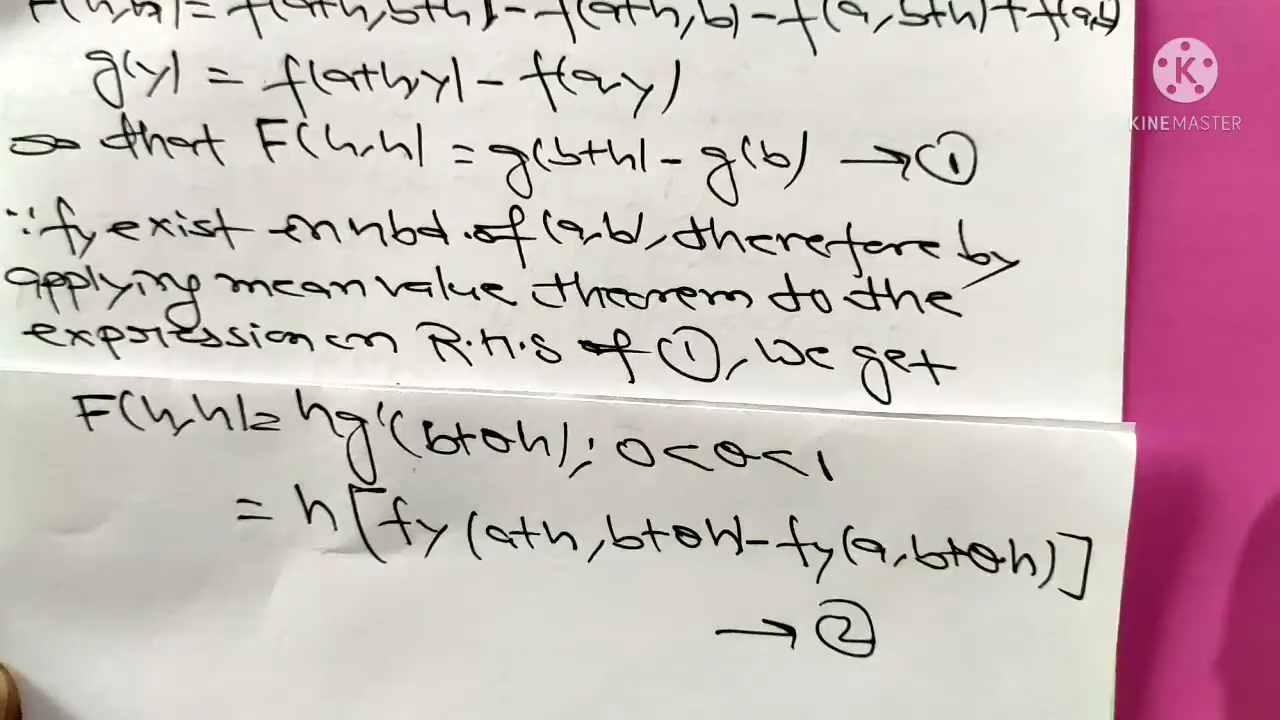 F(h,h) = f(a+h,b+h) - f(a+h,b) - f(a,b+h) + f(a,b)
g(y) = f(a+h,y) - f(a,y)
so that F(h,h) = g(b+h) - g(b) → ①
∵ fy exist in nbd. of (a,b), therefore by
applying mean value theorem to the
expression on R.H.S of ①, we get
F(h,h) = hg'(b+θh); 0<θ<1
= h[fy(a+h,b+θh) - fy(a,b+θh)]
→ ②
K
KINEMASTER